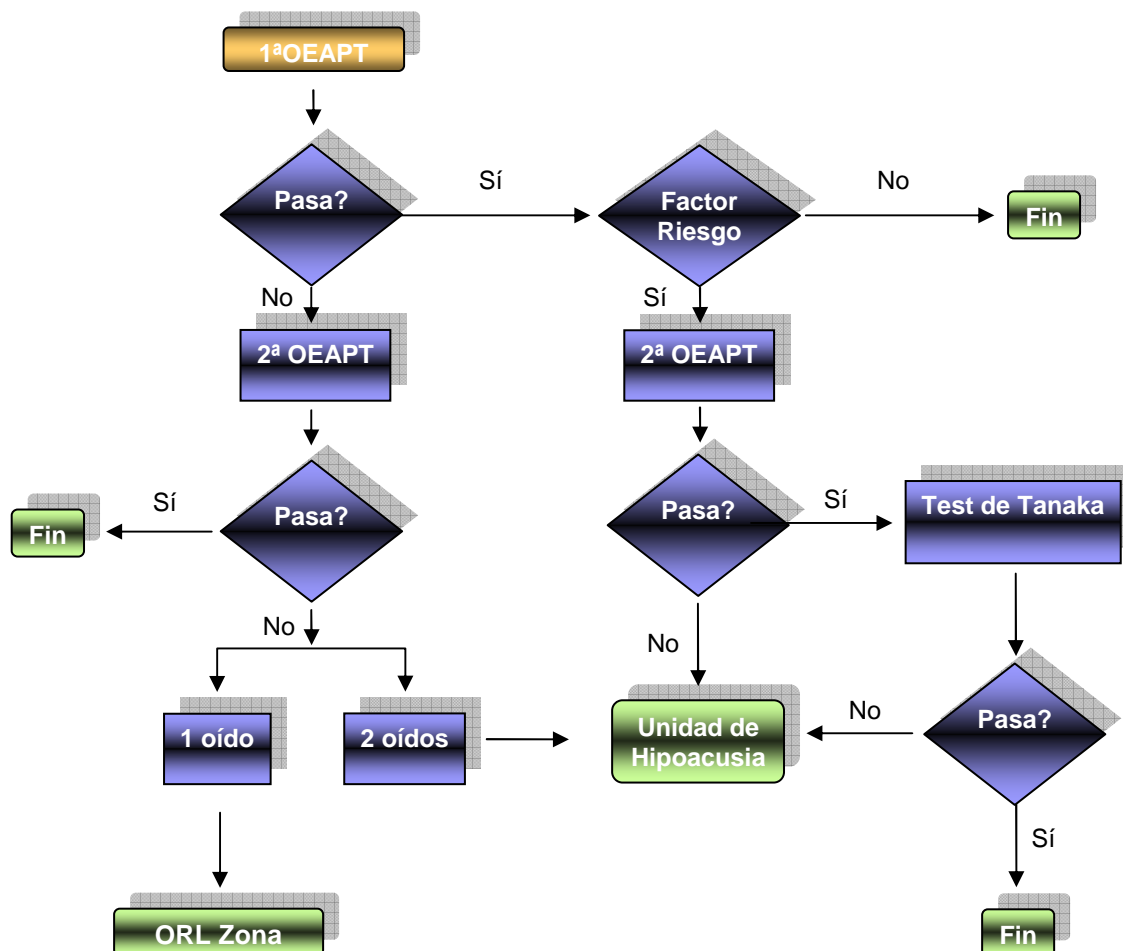 1ªOEAPT
Pasa?
Sí
Factor
Riesgo
No
Fin
No
Sí
2ª OEAPT
2ª OEAPT
Fin
Sí
Pasa?
Pasa?
Sí
Test de Tanaka
No
No
1 oído
2 oídos
Unidad de
Hipoacusia
No
Pasa?
Sí
ORL Zona
Fin